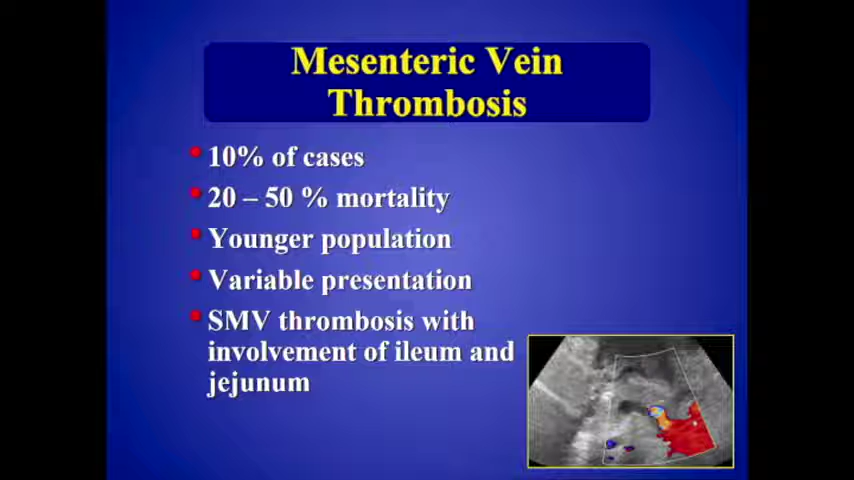 Mesenteric Vein
Thrombosis
10% of cases
20 – 50 % mortality
Younger population
Variable presentation
SMV thrombosis with
involvement of ileum and
jejunum